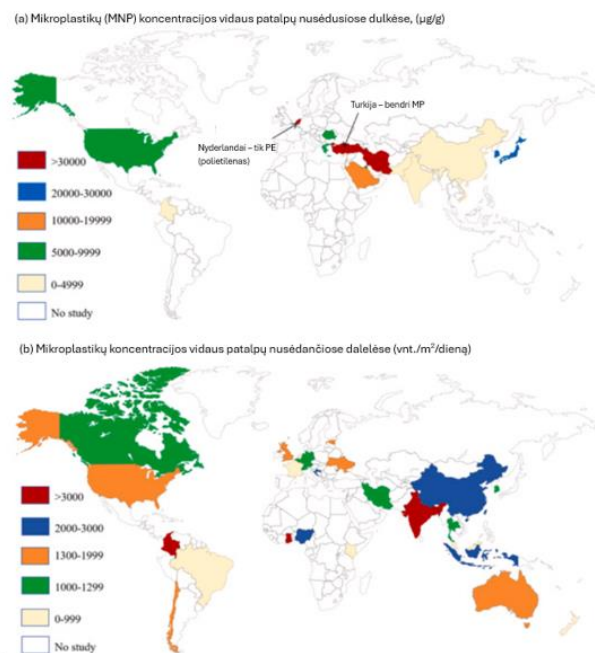 (a) Mikroplastikų (MNP) koncentracijos vidaus patalpų nusėdusiose dulkėse, (µg/g)
Turkija – bendri MP
Nyderlandai – tik PE
(polietilenas)
>30000
20000-30000
10000-19999
5000-9999
0-4999
No study
(b) Mikroplastikų koncentracijos vidaus patalpų nusėdančiose dalelėse (vnt./m²/dieną)
>3000
2000-3000
1300-1999
1000-1299
0-999
No study